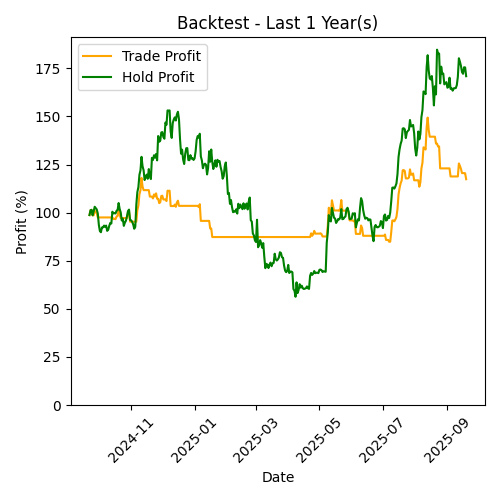 Backtest - Last 1 Year(s)
Trade Profit
Hold Profit
Profit (%)
175
150
125
100
75
50
25
0
2024-11
2025-01
2025-03
2025-05
2025-07
2025-09
Date